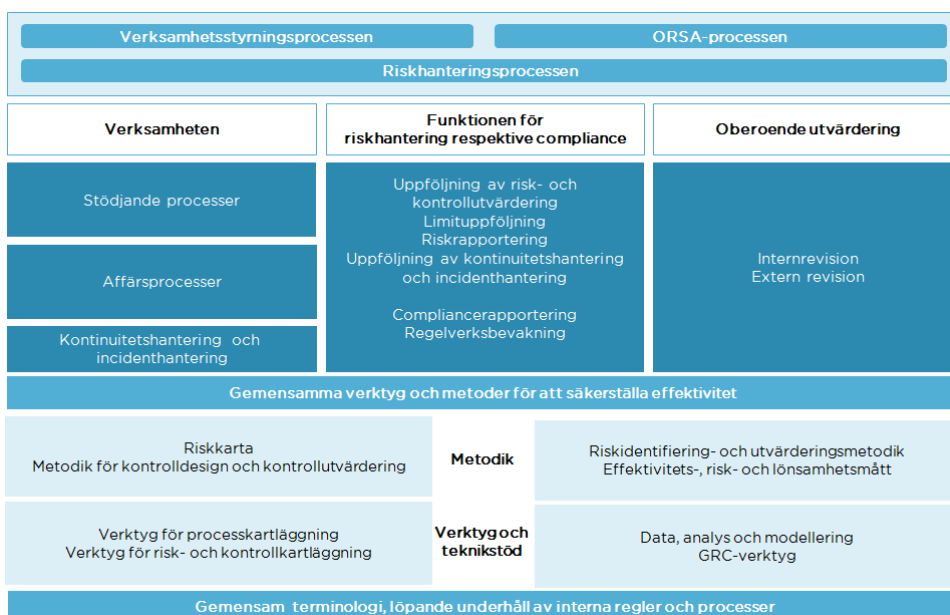 Verksamhetsstyrningsprocessen
ORSA-processen
Riskhanteringsprocessen
Verksamheten
Funktionen för
riskhantering respektive compliance
Oberoende utvärdering
Stödjande processer
Affärsprocesser
Kontinuitetshantering och
incidenthantering
Uppföljning av risk- och
kontrollutvärdering
Limituppföljning
Riskrapportering
Uppföljning av kontinuitetshantering
och incidenthantering
Compliancerapportering
Regelverksbevakning
Internrevision
Extern revision
Gemensamma verktyg och metoder för att säkerställa effektivitet
Riskkarta
Metodik för kontrolldesign och kontrollutvärdering
Metodik
Riskidentifiering- och utvärderingsmetodik
Effektivitets-, risk- och lönsamhetsmått
Verktyg för processkartläggning
Verktyg för risk- och kontrollkartläggning
Verktyg och
teknikstöd
Data, analys och modellering
GRC-verktyg
Gemensam terminologi, löpande underhåll av interna regler och processer